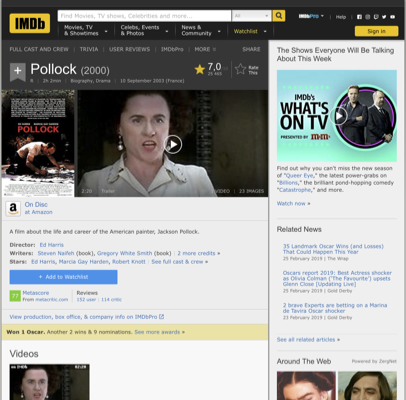 IMDb
Find Movies, TV shows, Celebrities and more...
All
IMDbPro
Help
Movies, TV
& Showtimes
Celebs, Events
& Photos
News &
Community
Watchlist
Sign in
FULL CAST AND CREW | TRIVIA | USER REVIEWS | IMDbPro | MORE
SHARE
Pollock (2000)
7,0
Rate
This
R | 2h 2min | Biography, Drama | 10 September 2003 (France)
POLLOCK
2:20 | Trailer
VIDEO | 23 IMAGES
a
On Disc
at Amazon
A film about the life and career of the American painter, Jackson Pollock.
Director: Ed Harris
Writers: Steven Naifeh (book), Gregory White Smith (book) | 2 more credits »
Stars: Ed Harris, Marcia Gay Harden, Robert Knott | See full cast & crew »
+ Add to Watchlist
77
Metascore
From metacritic.com
Reviews
152 user | 114 critic
View production, box office, & company info on IMDbPro
Won 1 Oscar. Another 2 wins & 9 nominations. See more awards »
Videos
The Shows Everyone Will Be Talking
About This Week
IMDb's
WHAT'S
ON TV
PRESENTED BY
Find out why you can't miss the new season
of "Queer Eye," the latest power-grabs on
"Billions," the brilliant pond-hopping comedy
"Catastrophe," and more.
Watch now »
Related News
35 Landmark Oscar Wins (and Losses)
That Could Happen This Year
23 February 2019 | The Wrap
Oscars report 2019: Best Actress shocker
as Olivia Colman ('The Favourite') upsets
Glenn Close [Updating Live]
25 February 2019 | Gold Derby
2 brave Experts are betting on a Marina
de Tavira Oscar shocker
23 February 2019 | Gold Derby
See all related articles »
Around The Web
Powered by ZergNet